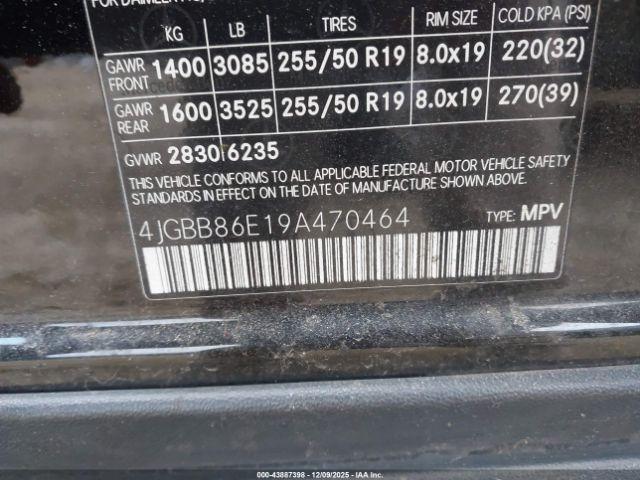 KG LB TIRES RIM SIZE COLD KPA (PSI)
GAWR FRONT 1400 3085 255/50 R19 8.0x19 220(32)
GAWR REAR 1600 3525 255/50 R19 8.0x19 270(39)
GVWR 2830 6235
THIS VEHICLE CONFORMS TO ALL APPLICABLE FEDERAL MOTOR VEHICLE SAFETY
STANDARDS IN EFFECT ON THE DATE OF MANUFACTURE SHOWN ABOVE.
4JGBB86E19A470464 TYPE: MPV
© 2025 - 43887398 - 12/09/2025 - IAA